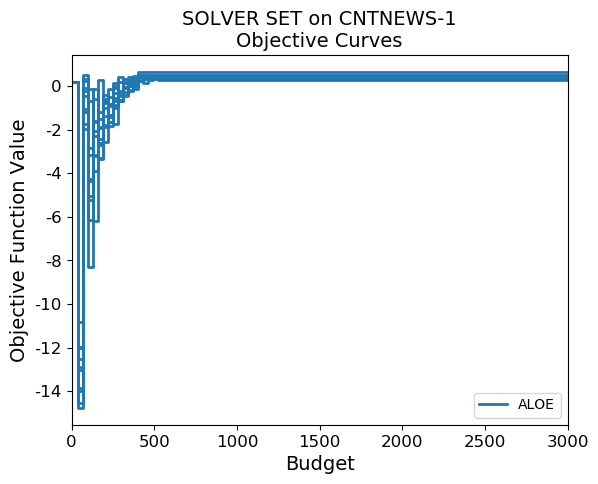 SOLVER SET on CNTNEWS-1
Objective Curves
Objective Function Value
0
-2
-4
-6
-8
-10
-12
-14
ALOE
0 500 1000 1500 2000 2500 3000
Budget